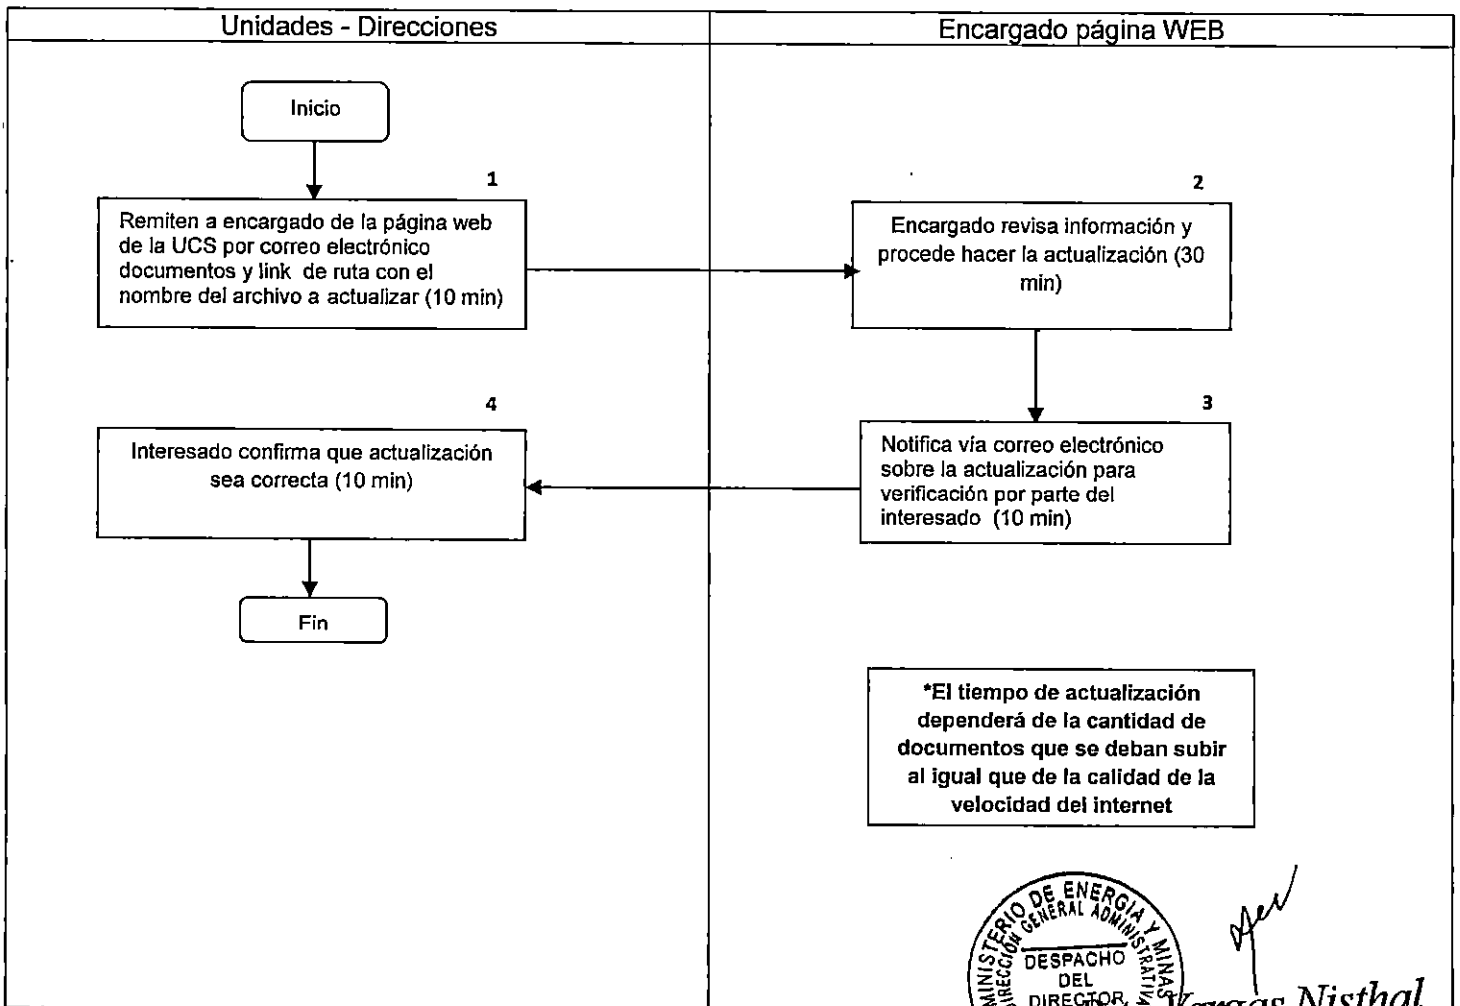 Unidades - Direcciones
Encargado página WEB
Inicio
1
Remiten a encargado de la página web
de la UCS por correo electrónico
documentos y link de ruta con el
nombre del archivo a actualizar (10 min)
2
Encargado revisa información y
procede hacer la actualización (30
min)
3
Notifica vía correo electrónico
sobre la actualización para
verificación por parte del
interesado (10 min)
4
Interesado confirma que actualización
sea correcta (10 min)
Fin
*El tiempo de actualización
dependerá de la cantidad de
documentos que se deban subir
al igual que de la calidad de la
velocidad del internet
MINISTERIO DE ENERGIA Y MINAS
DIRECCIÓN GENERAL ADMINISTRATIVA
DESPACHO
DEL
DIRECTOR
Vargas Nisthal